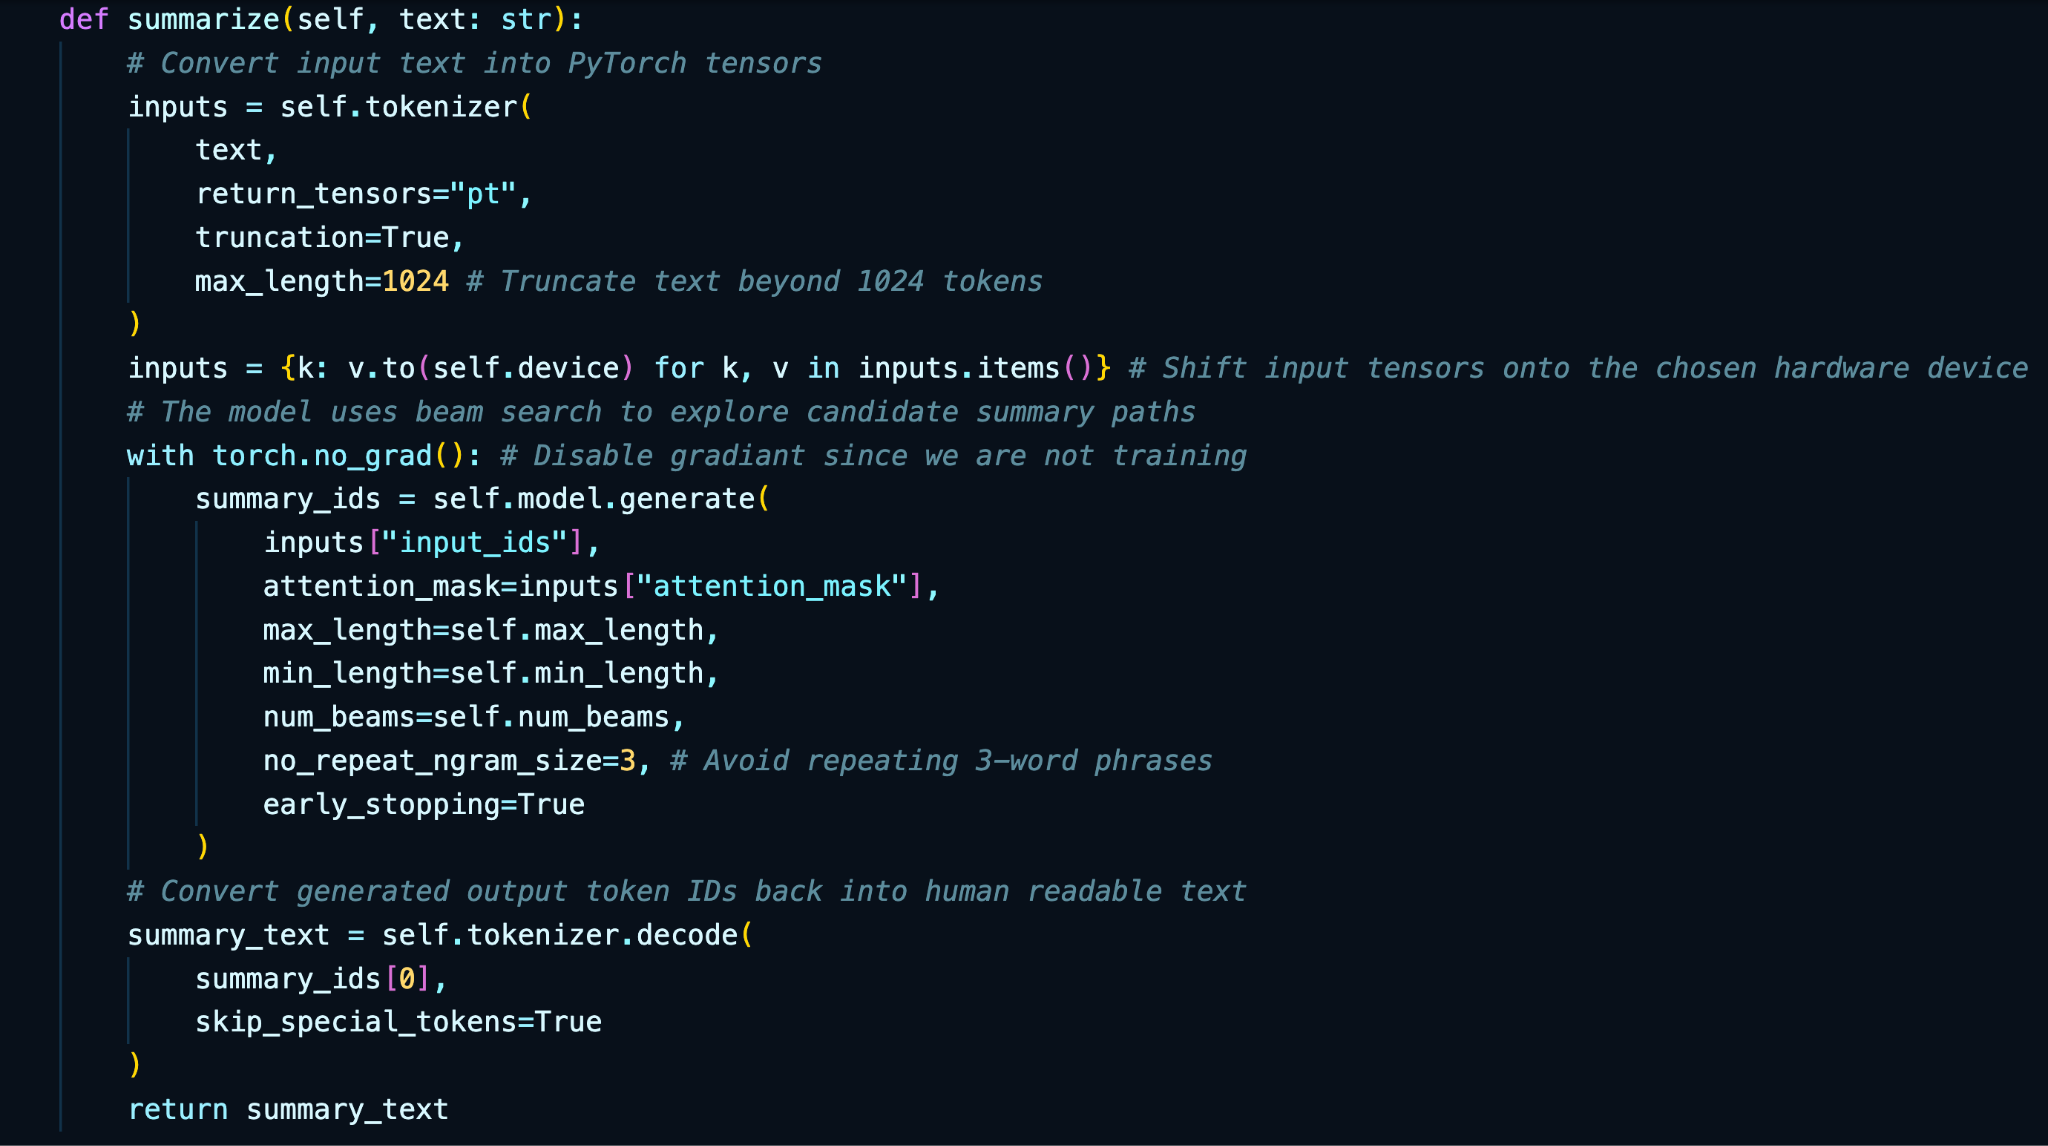 def summarize(self, text: str):
    # Convert input text into PyTorch tensors
    inputs = self.tokenizer(
        text,
        return_tensors="pt",
        truncation=True,
        max_length=1024 # Truncate text beyond 1024 tokens
    )
    inputs = {k: v.to(self.device) for k, v in inputs.items()} # Shift input tensors onto the chosen hardware device
    # The model uses beam search to explore candidate summary paths
    with torch.no_grad(): # Disable gradiant since we are not training
        summary_ids = self.model.generate(
            inputs["input_ids"],
            attention_mask=inputs["attention_mask"],
            max_length=self.max_length,
            min_length=self.min_length,
            num_beams=self.num_beams,
            no_repeat_ngram_size=3, # Avoid repeating 3-word phrases
            early_stopping=True
        )
    # Convert generated output token IDs back into human readable text
    summary_text = self.tokenizer.decode(
        summary_ids[0],
        skip_special_tokens=True
    )
    return summary_text